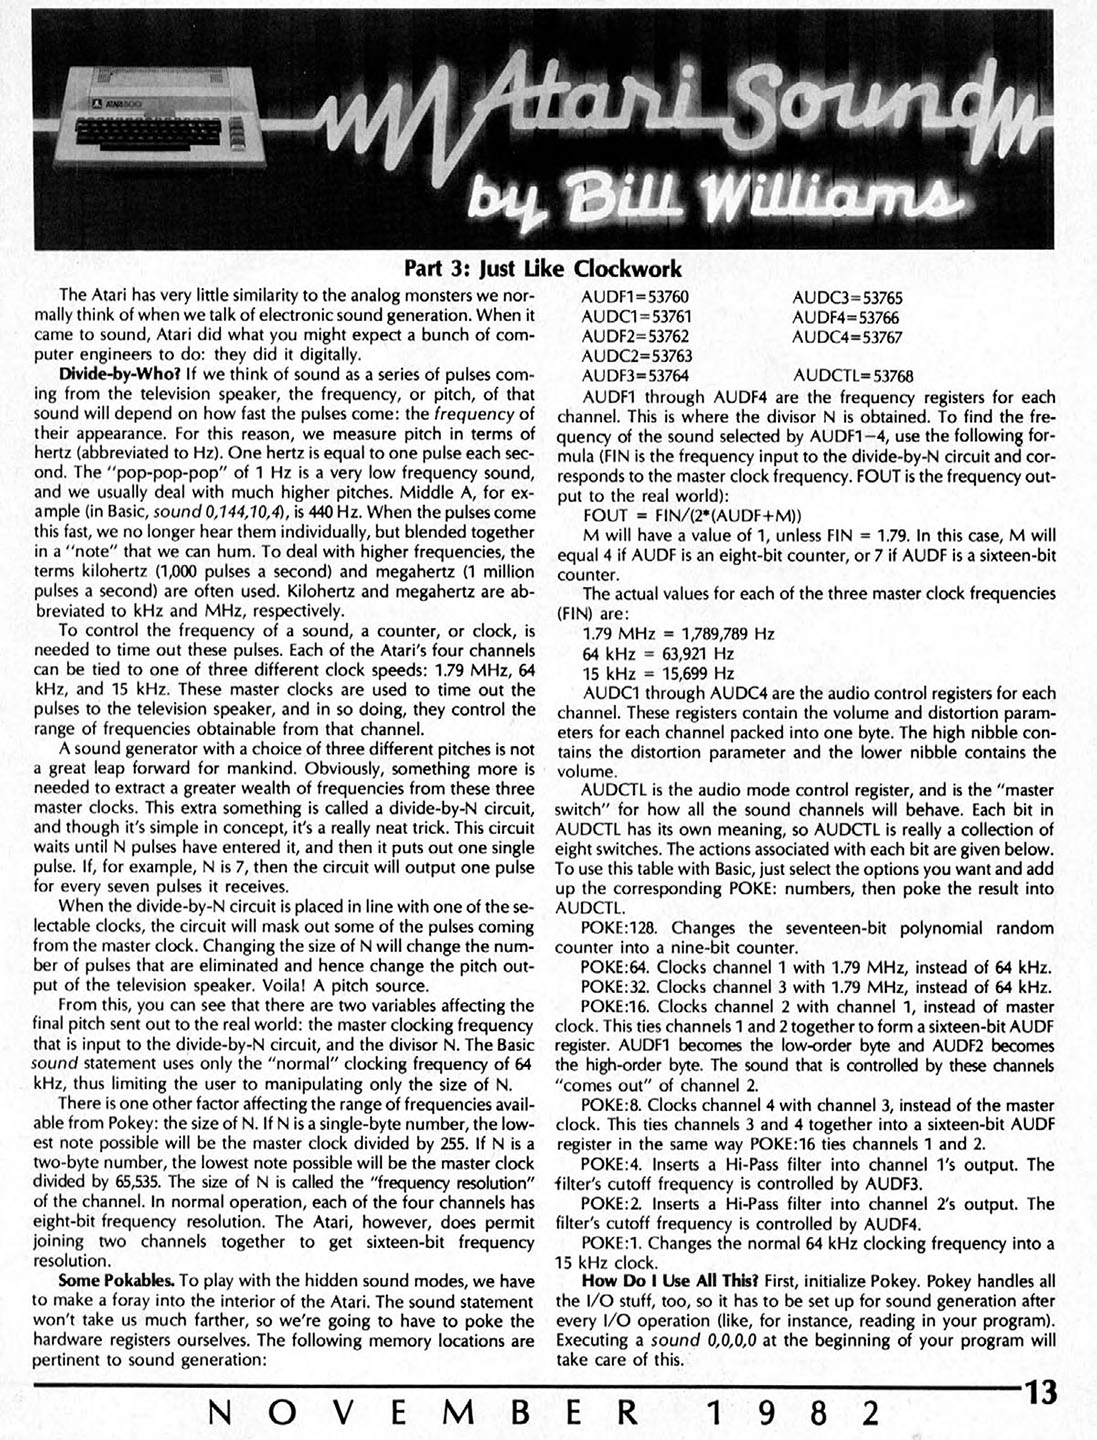 ATARI 800
Atari Sound
by Bill Williams
Part 3: Just Like Clockwork
The Atari has very little similarity to the analog monsters we nor-
mally think of when we talk of electronic sound generation. When it
came to sound, Atari did what you might expect a bunch of com-
puter engineers to do: they did it digitally.
Divide-by-Who? If we think of sound as a series of pulses com-
ing from the television speaker, the frequency, or pitch, of that
sound will depend on how fast the pulses come: the frequency of
their appearance. For this reason, we measure pitch in terms of
hertz (abbreviated to Hz). One hertz is equal to one pulse each sec-
ond. The "pop-pop-pop" of 1 Hz is a very low frequency sound,
and we usually deal with much higher pitches. Middle A, for ex-
ample (in Basic, sound 0,144,10,4), is 440 Hz. When the pulses come
this fast, we no longer hear them individually, but blended together
in a "note" that we can hum. To deal with higher frequencies, the
terms kilohertz (1,000 pulses a second) and megahertz (1 million
pulses a second) are often used. Kilohertz and megahertz are ab-
breviated to kHz and MHz, respectively.
To control the frequency of a sound, a counter, or clock, is
needed to time out these pulses. Each of the Atari's four channels
can be tied to one of three different clock speeds: 1.79 MHz, 64
kHz, and 15 kHz. These master clocks are used to time out the
pulses to the television speaker, and in so doing, they control the
range of frequencies obtainable from that channel.
A sound generator with a choice of three different pitches is not
a great leap forward for mankind. Obviously, something more is
needed to extract a greater wealth of frequencies from these three
master clocks. This extra something is called a divide-by-N circuit,
and though it's simple in concept, it's a really neat trick. This circuit
waits until N pulses have entered it, and then it puts out one single
pulse. If, for example, N is 7, then the circuit will output one pulse
for every seven pulses it receives.
When the divide-by-N circuit is placed in line with one of the se-
lectable clocks, the circuit will mask out some of the pulses coming
from the master clock. Changing the size of N will change the num-
ber of pulses that are eliminated and hence change the pitch out-
put of the television speaker. Voila! A pitch source.
From this, you can see that there are two variables affecting the
final pitch sent out to the real world: the master clocking frequency
that is input to the divide-by-N circuit, and the divisor N. The Basic
sound statement uses only the "normal" clocking frequency of 64
kHz, thus limiting the user to manipulating only the size of N.
There is one other factor affecting the range of frequencies avail-
able from Pokey: the size of N. If N is a single-byte number, the low-
est note possible will be the master clock divided by 255. If N is a
two-byte number, the lowest note possible will be the master clock
divided by 65,535. The size of N is called the "frequency resolution"
of the channel. In normal operation, each of the four channels has
eight-bit frequency resolution. The Atari, however, does permit
joining two channels together to get sixteen-bit frequency
resolution.
Some Pokables. To play with the hidden sound modes, we have
to make a foray into the interior of the Atari. The sound statement
won't take us much farther, so we're going to have to poke the
hardware registers ourselves. The following memory locations are
pertinent to sound generation:
AUDF1=53760 AUDC3=53765
AUDC1=53761 AUDF4=53766
AUDF2=53762 AUDC4=53767
AUDC2=53763
AUDF3=53764 AUDCTL=53768
AUDF1 through AUDF4 are the frequency registers for each
channel. This is where the divisor N is obtained. To find the fre-
quency of the sound selected by AUDF1–4, use the following for-
mula (FIN is the frequency input to the divide-by-N circuit and cor-
responds to the master clock frequency. FOUT is the frequency out-
put to the real world):
FOUT = FIN/(2*(AUDF+M))
M will have a value of 1, unless FIN = 1.79. In this case, M will
equal 4 if AUDF is an eight-bit counter, or 7 if AUDF is a sixteen-bit
counter.
The actual values for each of the three master clock frequencies
(FIN) are:
1.79 MHz = 1,789,789 Hz
64 kHz = 63,921 Hz
15 kHz = 15,699 Hz
AUDC1 through AUDC4 are the audio control registers for each
channel. These registers contain the volume and distortion param-
eters for each channel packed into one byte. The high nibble con-
tains the distortion parameter and the lower nibble contains the
volume.
AUDCTL is the audio mode control register, and is the "master
switch" for how all the sound channels will behave. Each bit in
AUDCTL has its own meaning, so AUDCTL is really a collection of
eight switches. The actions associated with each bit are given below.
To use this table with Basic, just select the options you want and add
up the corresponding POKE: numbers, then poke the result into
AUDCTL.
POKE:128. Changes the seventeen-bit polynomial random
counter into a nine-bit counter.
POKE:64. Clocks channel 1 with 1.79 MHz, instead of 64 kHz.
POKE:32. Clocks channel 3 with 1.79 MHz, instead of 64 kHz.
POKE:16. Clocks channel 2 with channel 1, instead of master
clock. This ties channels 1 and 2 together to form a sixteen-bit AUDF
register. AUDF1 becomes the low-order byte and AUDF2 becomes
the high-order byte. The sound that is controlled by these channels
"comes out" of channel 2.
POKE:8. Clocks channel 4 with channel 3, instead of the master
clock. This ties channels 3 and 4 together into a sixteen-bit AUDF
register in the same way POKE:16 ties channels 1 and 2.
POKE:4. Inserts a Hi-Pass filter into channel 1's output. The
filter's cutoff frequency is controlled by AUDF3.
POKE:2. Inserts a Hi-Pass filter into channel 2's output. The
filter's cutoff frequency is controlled by AUDF4.
POKE:1. Changes the normal 64 kHz clocking frequency into a
15 kHz clock.
How Do I Use All This? First, initialize Pokey. Pokey handles all
the I/O stuff, too, so it has to be set up for sound generation after
every I/O operation (like, for instance, reading in your program).
Executing a sound 0,0,0,0 at the beginning of your program will
take care of this.
13
NOVEMBER 1982